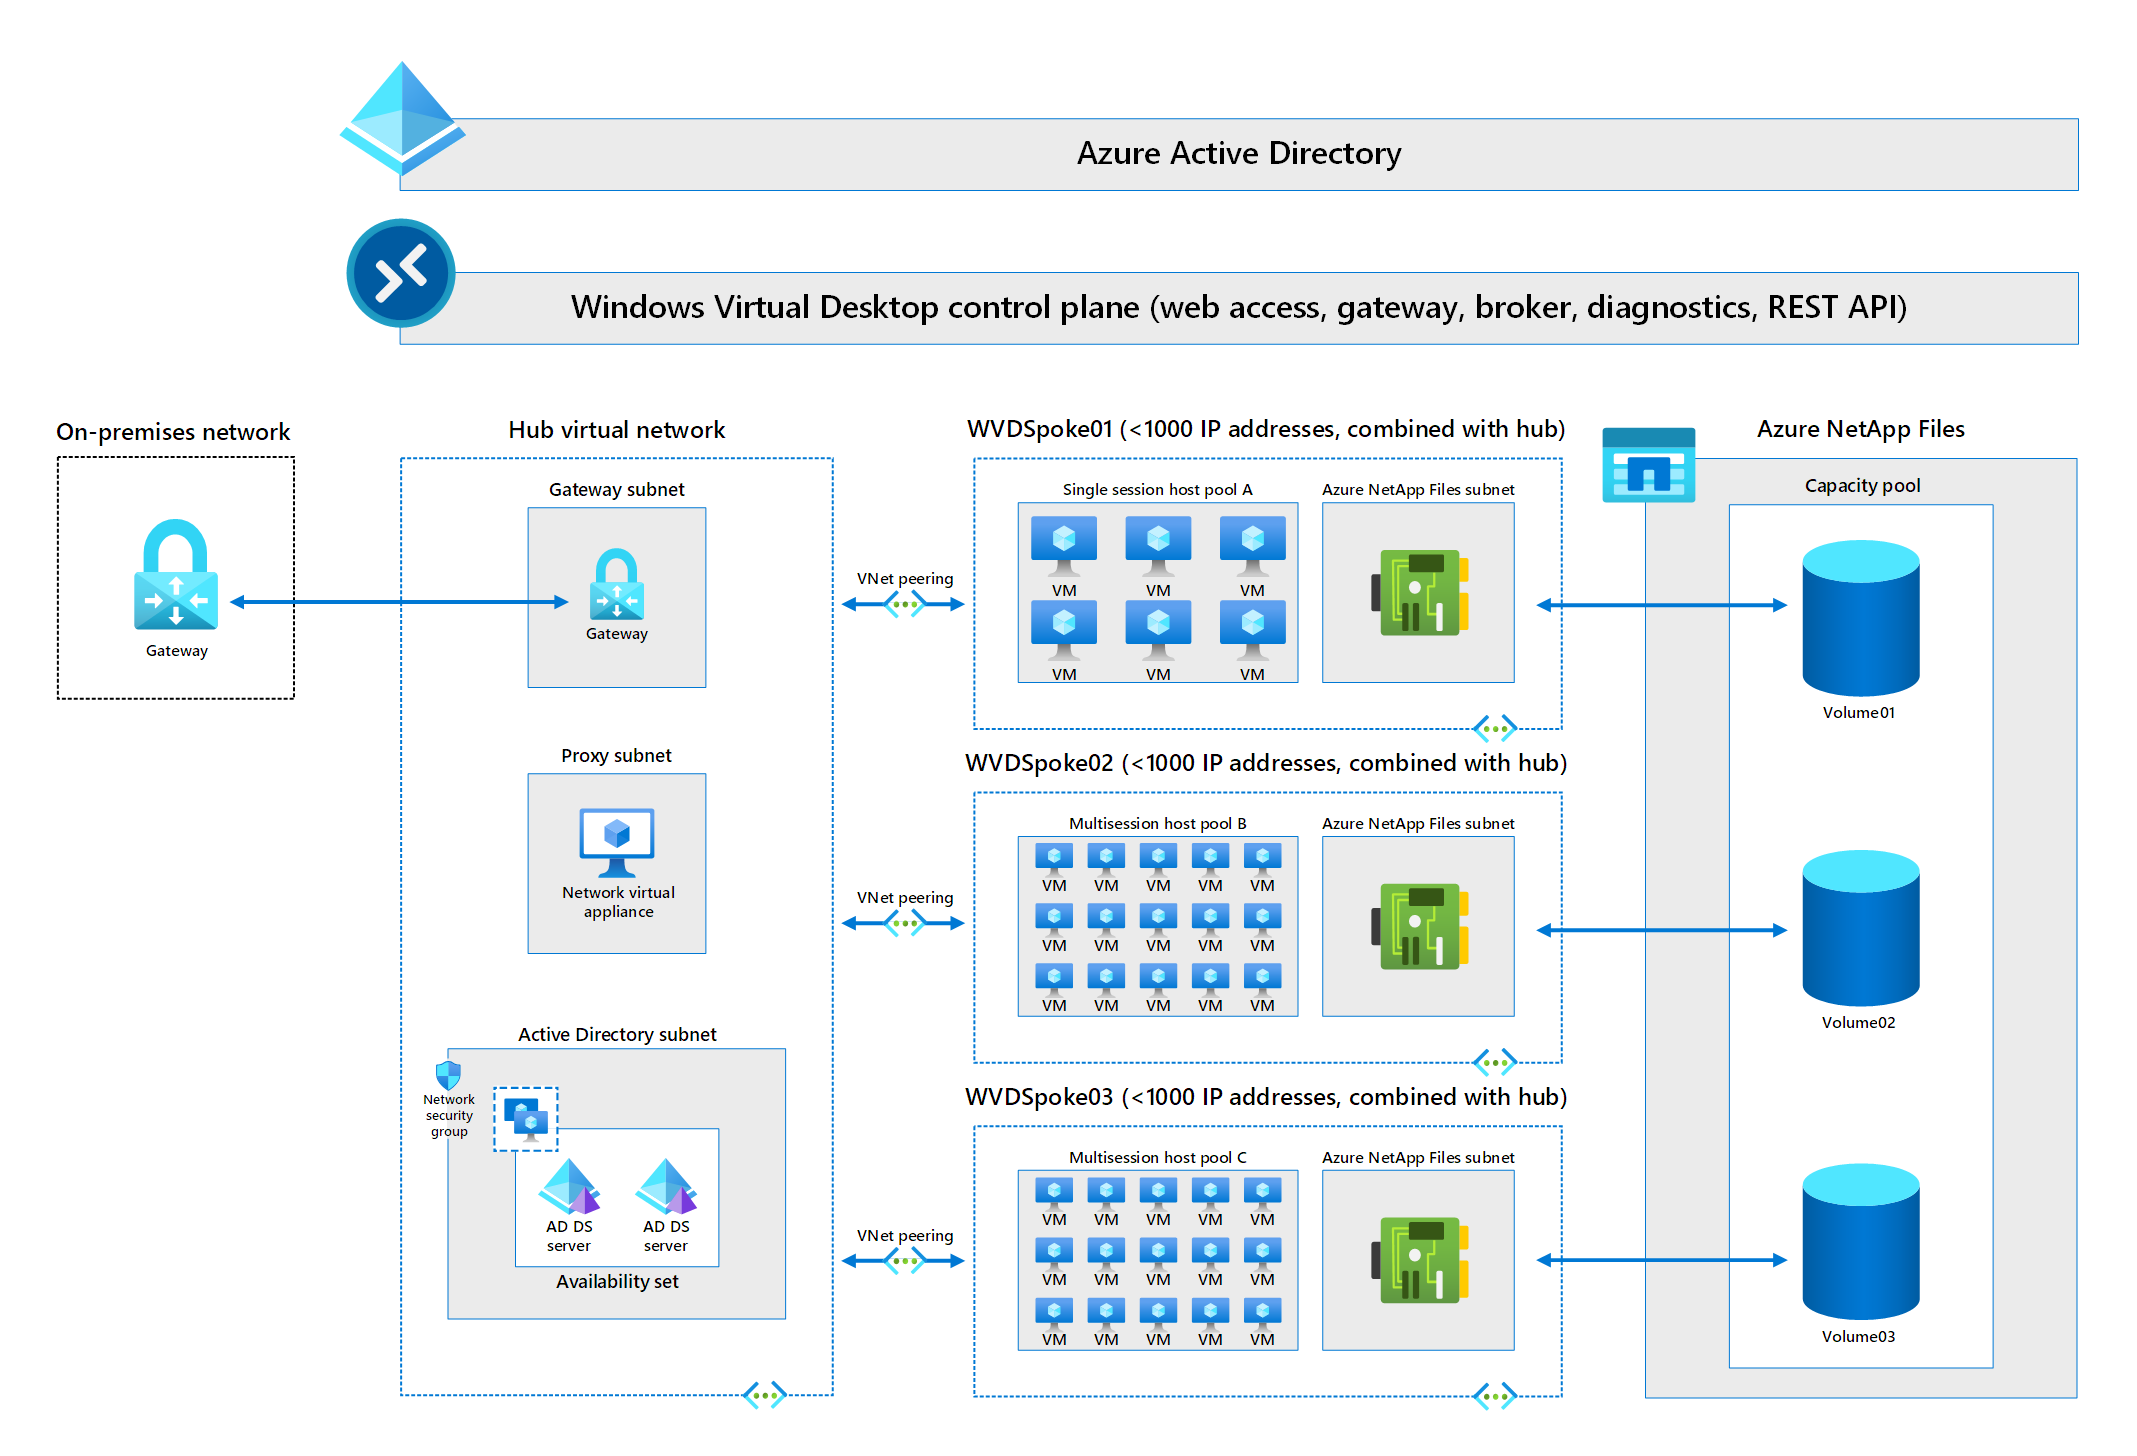 Azure Active Directory
Windows Virtual Desktop control plane (web access, gateway, broker, diagnostics, REST API)
On-premises network
Gateway
Hub virtual network
Gateway subnet
Gateway
Proxy subnet
Network virtual
appliance
Active Directory subnet
Network
security
group
AD DS
server
AD DS
server
Availability set
VNet peering
VNet peering
VNet peering
WVDSpoke01 (<1000 IP addresses, combined with hub)
Single session host pool A
VM VM VM
VM VM VM
Azure NetApp Files subnet
WVDSpoke02 (<1000 IP addresses, combined with hub)
Multisession host pool B
VM VM VM VM VM
VM VM VM VM VM
VM VM VM VM VM
Azure NetApp Files subnet
WVDSpoke03 (<1000 IP addresses, combined with hub)
Multisession host pool C
VM VM VM VM VM
VM VM VM VM VM
VM VM VM VM VM
Azure NetApp Files subnet
Azure NetApp Files
Capacity pool
Volume01
Volume02
Volume03